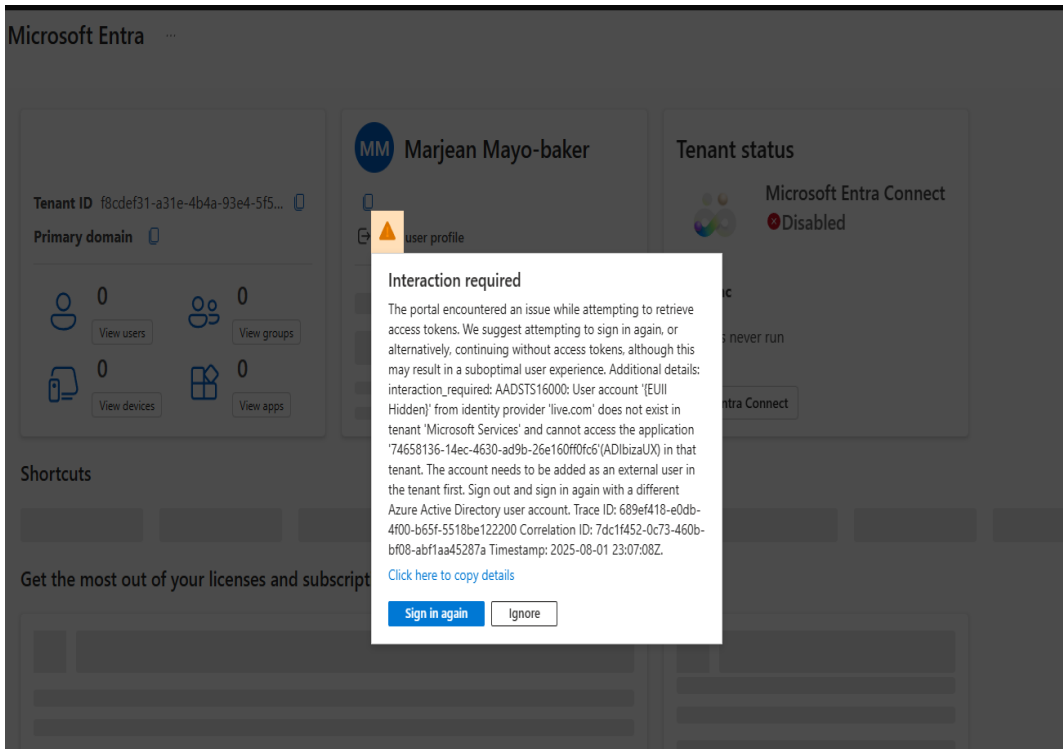 Microsoft Entra ...
MM Marjean Mayo-baker
Tenant status
Tenant ID f8cdef31-a31e-4b4a-93e4-5f5...
Primary domain
Microsoft Entra Connect
Disabled
user profile
0
View users
0
View groups
0
View devices
0
View apps
never run
Connect
Interaction required
The portal encountered an issue while attempting to retrieve
access tokens. We suggest attempting to sign in again, or
alternatively, continuing without access tokens, although this
may result in a suboptimal user experience. Additional details:
interaction_required: AADSTS16000: User account '{EUII
Hidden}' from identity provider 'live.com' does not exist in
tenant 'Microsoft Services' and cannot access the application
'74658136-14ec-4630-ad9b-26e160ff0fc6'(ADIbizaUX) in that
tenant. The account needs to be added as an external user in
the tenant first. Sign out and sign in again with a different
Azure Active Directory user account. Trace ID: 689ef418-e0db-
4f00-b65f-5518be122200 Correlation ID: 7dc1f452-0c73-460b-
bf08-abf1aa45287a Timestamp: 2025-08-01 23:07:08Z.
Click here to copy details
Sign in again
Ignore
Shortcuts
Get the most out of your licenses and